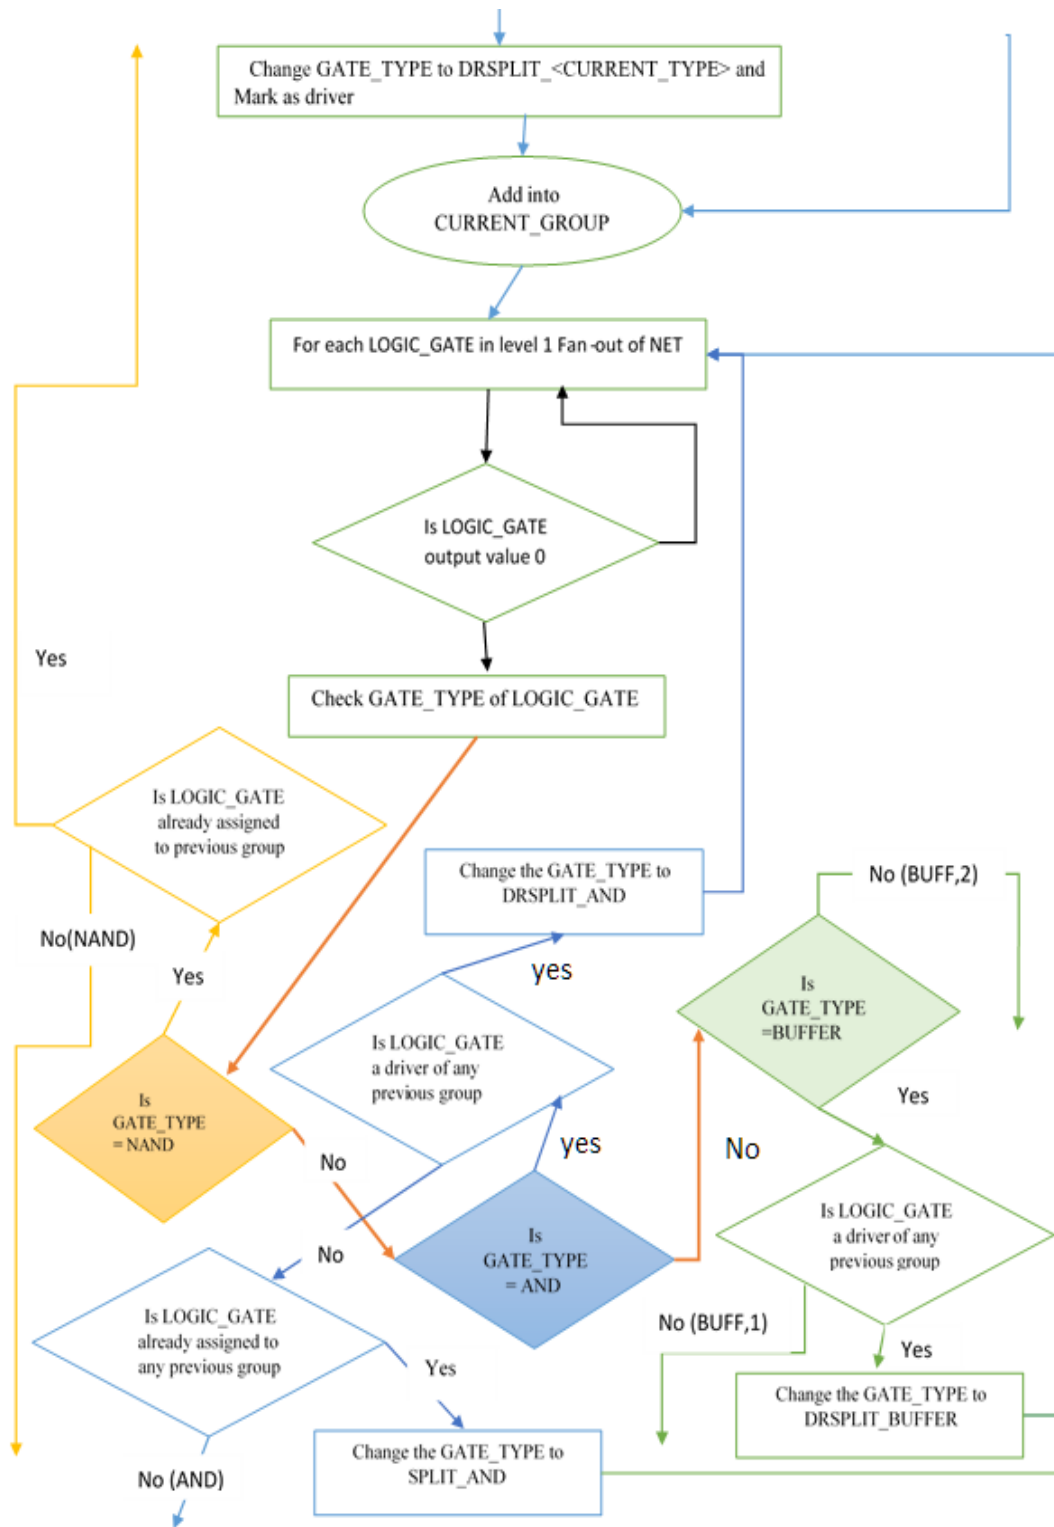 Change GATE_TYPE to DRSPLIT_<CURRENT_TYPE> and
Mark as driver
Add into
CURRENT_GROUP
For each LOGIC_GATE in level 1 Fan-out of NET
Is LOGIC_GATE
output value 0
Yes
Check GATE_TYPE of LOGIC_GATE
Is LOGIC_GATE
already assigned
to previous group
Change the GATE_TYPE to
DRSPLIT_AND
No (BUFF,2)
No(NAND)
Yes
yes
Is
GATE_TYPE
=BUFFER
Is LOGIC_GATE
a driver of any
previous group
Yes
Is
GATE_TYPE
= NAND
No
yes
No
Is LOGIC_GATE
a driver of any
previous group
No
Is
GATE_TYPE
= AND
Is LOGIC_GATE
already assigned to
any previous group
No (BUFF,1)
Yes
Yes
Change the GATE_TYPE to
DRSPLIT_BUFFER
Change the GATE_TYPE to
SPLIT_AND
No (AND)